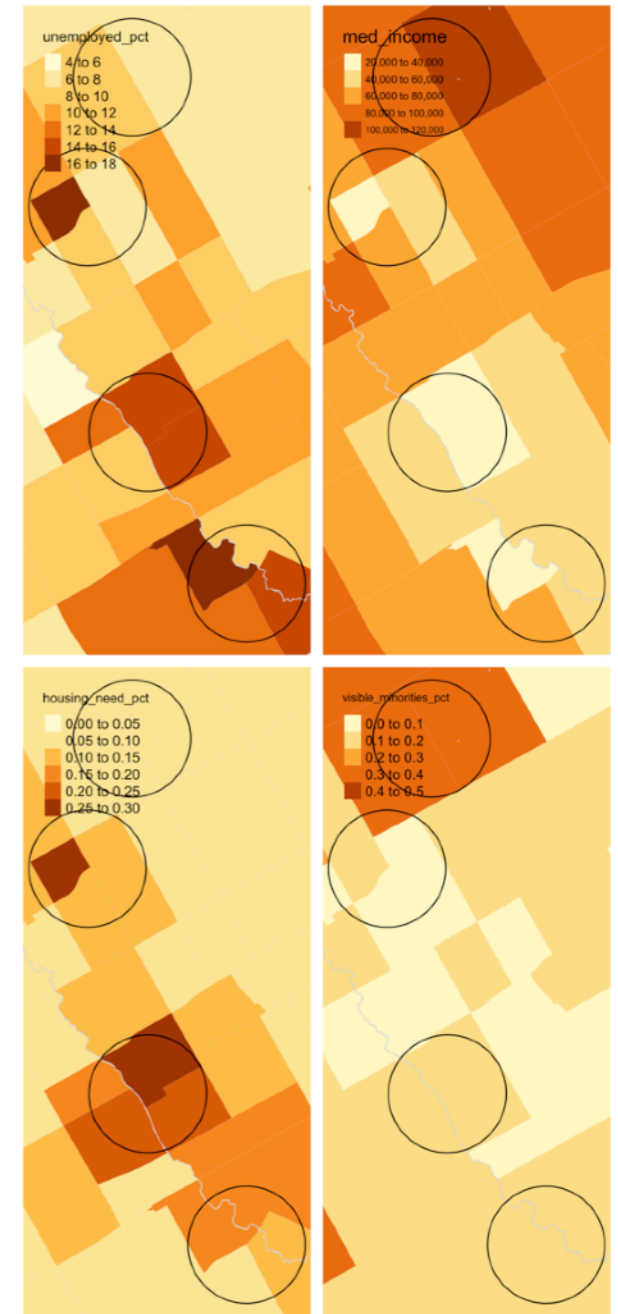 unemployed_pct
4 to 6
6 to 8
8 to 10
10 to 12
12 to 14
14 to 16
16 to 18
med_income
20,000 to 40,000
40,000 to 60,000
60,000 to 80,000
80,000 to 100,000
100,000 to 120,000
housing_need_pct
0.00 to 0.05
0.05 to 0.10
0.10 to 0.15
0.15 to 0.20
0.20 to 0.25
0.25 to 0.30
visible_minorities_pct
0.0 to 0.1
0.1 to 0.2
0.2 to 0.3
0.3 to 0.4
0.4 to 0.5